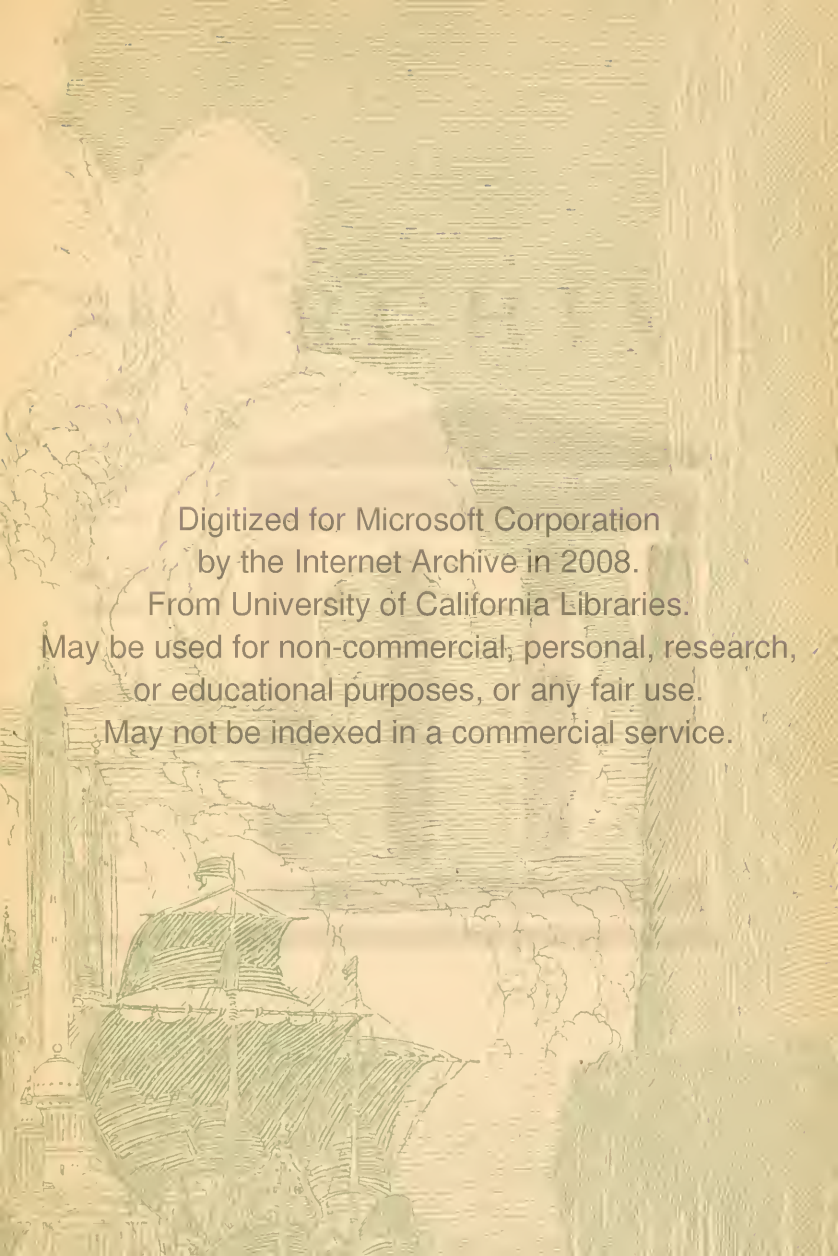 Digitized for Microsoft Corporation
by the Internet Archive in 2008.
From University of California Libraries.
May be used for non-commercial, personal, research,
or educational purposes, or any fair use.
May not be indexed in a commercial service.